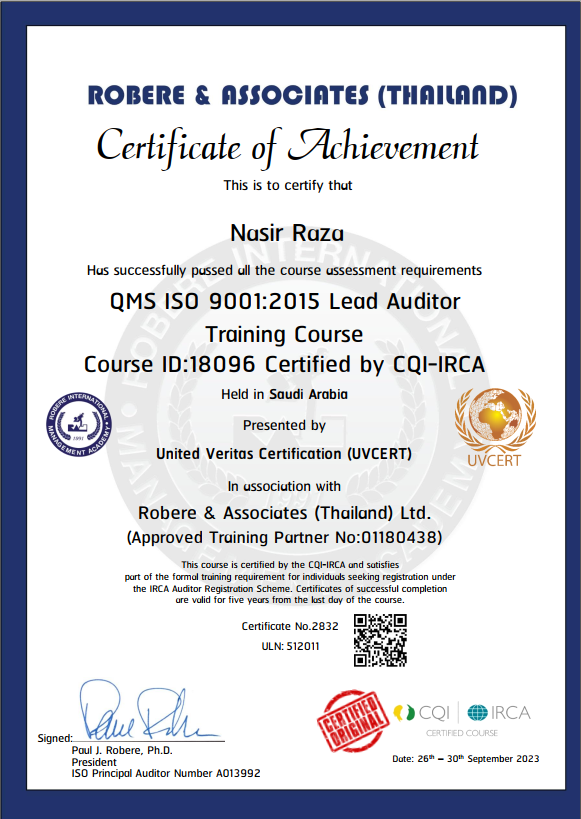 ROBERE & ASSOCIATES (THAILAND)
Certificate of Achievement
This is to certify that
Nasir Raza
Has successfully passed all the course assessment requirements
QMS ISO 9001:2015 Lead Auditor
Training Course
Course ID:18096 Certified by CQI-IRCA
Held in Saudi Arabia
Presented by
United Veritas Certification (UVCERT)
In association with
Robere & Associates (Thailand) Ltd.
(Approved Training Partner No:01180438)
This course is certified by the CQI-IRCA and satisfies
part of the formal training requirement for individuals seeking registration under
the IRCA Auditor Registration Scheme. Certificates of successful completion
are valid for five years from the last day of the course.
Certificate No.2832
ULN: 512011
ROBERE INTERNATIONAL
MANAGEMENT ACADEMY
1891
UVCERT
Signed:
Paul J. Robere, Ph.D.
President
ISO Principal Auditor Number A013992
CERTIFIED
ORIGINAL
CQI | IRCA
CERTIFIED COURSE
Date: 26th – 30th September 2023